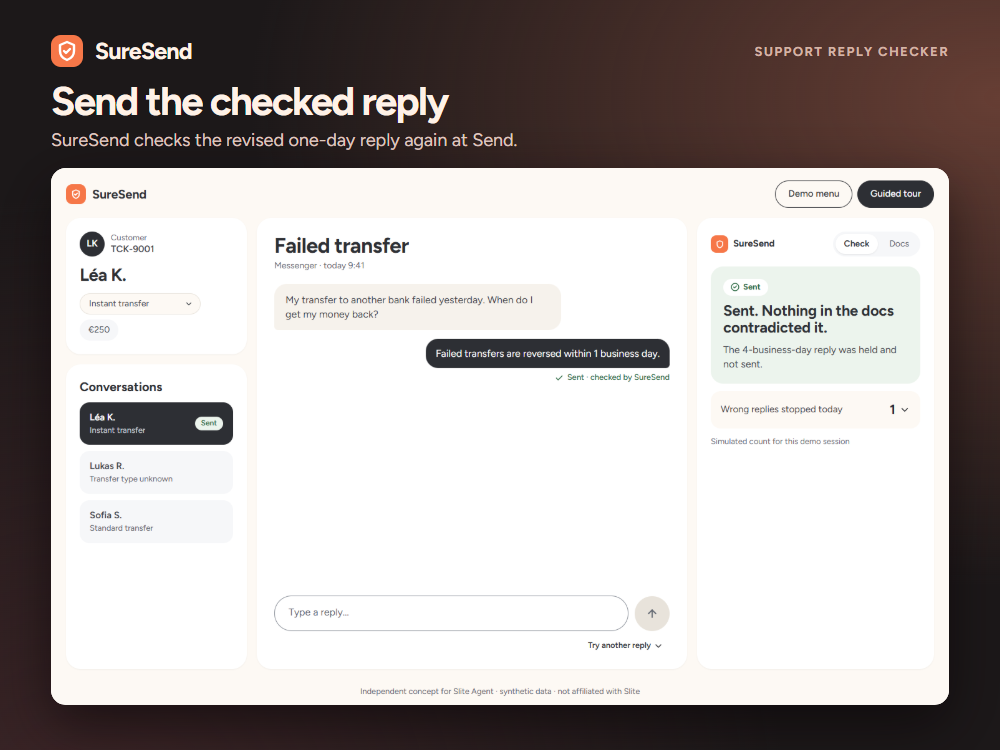 SureSend
SUPPORT REPLY CHECKER
Send the checked reply
SureSend checks the revised one-day reply again at Send.
SureSend
Demo menu
Guided tour
LK
Customer
TCK-9001
Léa K.
Instant transfer
€250
Conversations
Léa K.
Instant transfer
Sent
Lukas R.
Transfer type unknown
Sofia S.
Standard transfer
Failed transfer
Messenger · today 9:41
My transfer to another bank failed yesterday. When do I
get my money back?
Failed transfers are reversed within 1 business day.
Sent · checked by SureSend
Type a reply...
Try another reply
SureSend
Check
Docs
Sent
Sent. Nothing in the docs
contradicted it.
The 4-business-day reply was held and
not sent.
Wrong replies stopped today
1
Simulated count for this demo session
Independent concept for Slite Agent · synthetic data · not affiliated with Slite